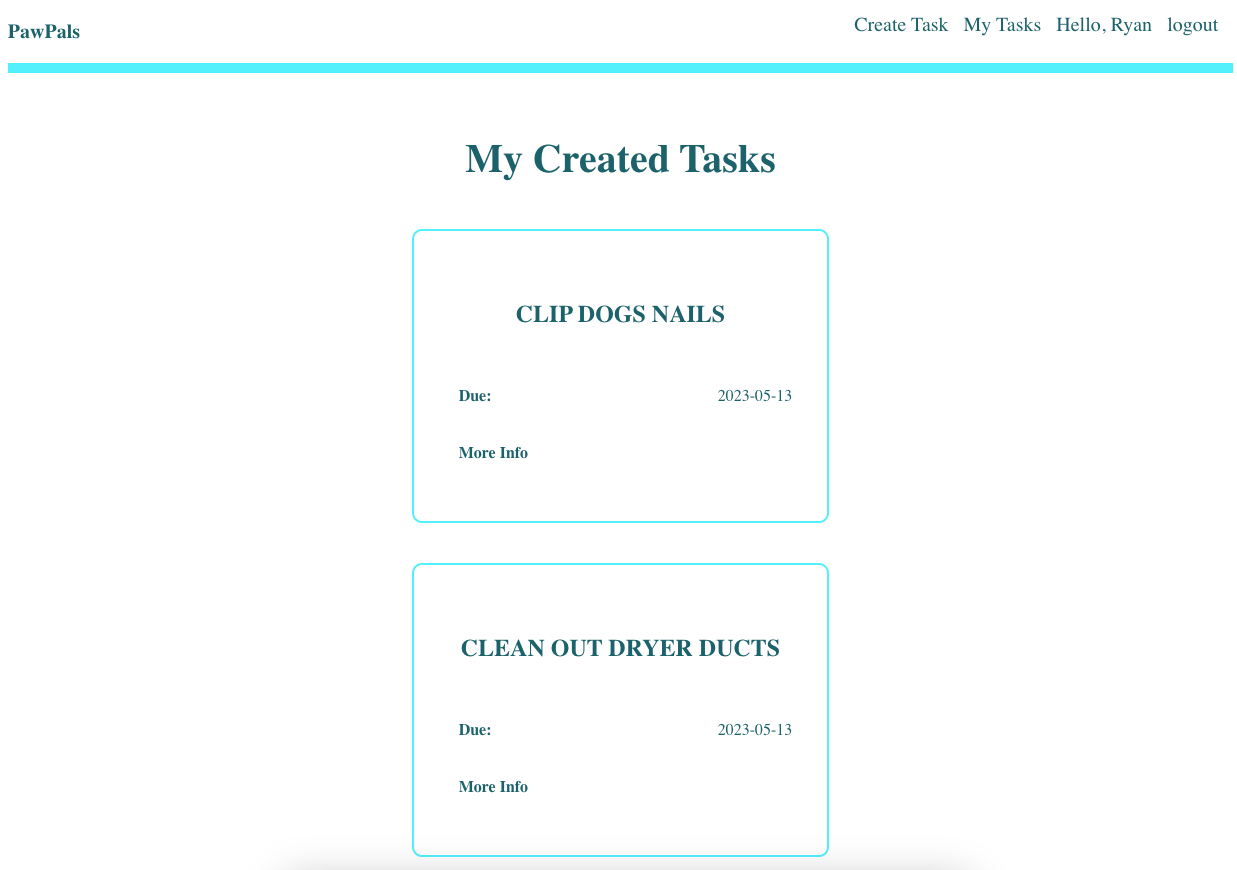 PawPals
Create Task My Tasks Hello, Ryan logout
My Created Tasks
CLIP DOGS NAILS
Due: 2023-05-13
More Info
CLEAN OUT DRYER DUCTS
Due: 2023-05-13
More Info